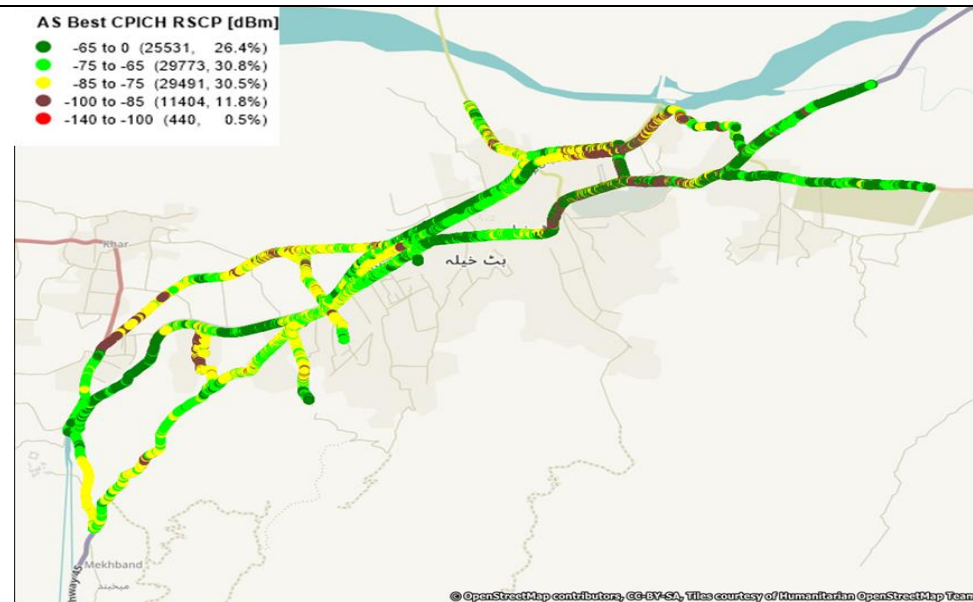 AS Best CPICH RSCP [dBm]
-65 to 0 (25531, 26.4%)
-75 to -65 (29773, 30.8%)
-85 to -75 (29491, 30.5%)
-100 to -85 (11404, 11.8%)
-140 to -100 (440, 0.5%)
Khar
بٹ خیلہ
Mekhband
میخبند
© OpenStreetMap contributors, CC-BY-SA, Tiles courtesy of Humanitarian OpenStreetMap Team